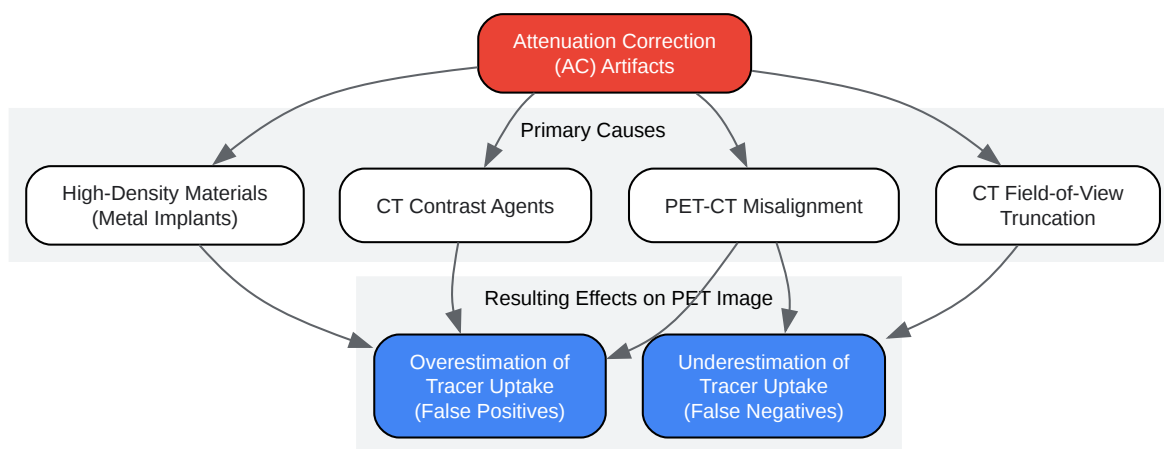 Attenuation Correction
(AC) Artifacts
Primary Causes
High-Density Materials
(Metal Implants)
CT Contrast Agents
PET-CT Misalignment
CT Field-of-View
Truncation
Resulting Effects on PET Image
Overestimation of
Tracer Uptake
(False Positives)
Underestimation of
Tracer Uptake
(False Negatives)